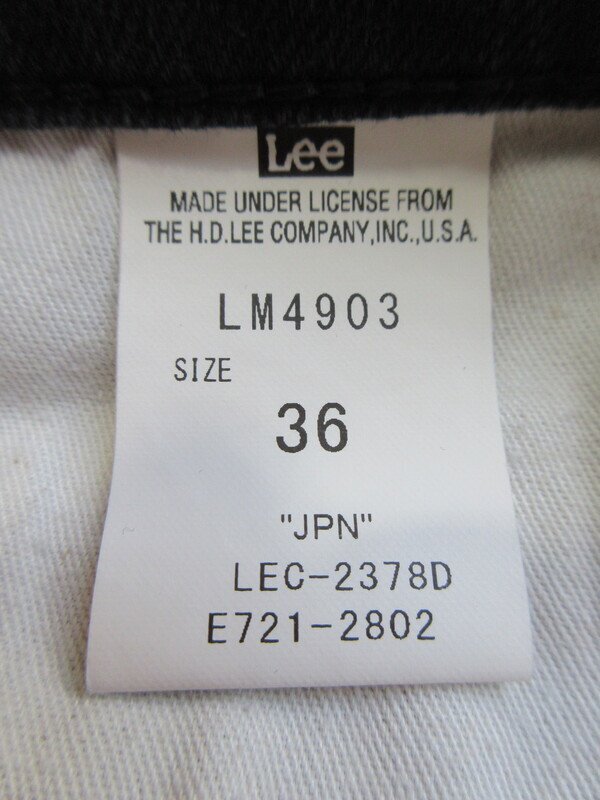 Lee
MADE UNDER LICENSE FROM
THE H.D.LEE COMPANY,INC.,U.S.A.
LM4903
SIZE
36
"JPN"
LEC-2378D
E721-2802